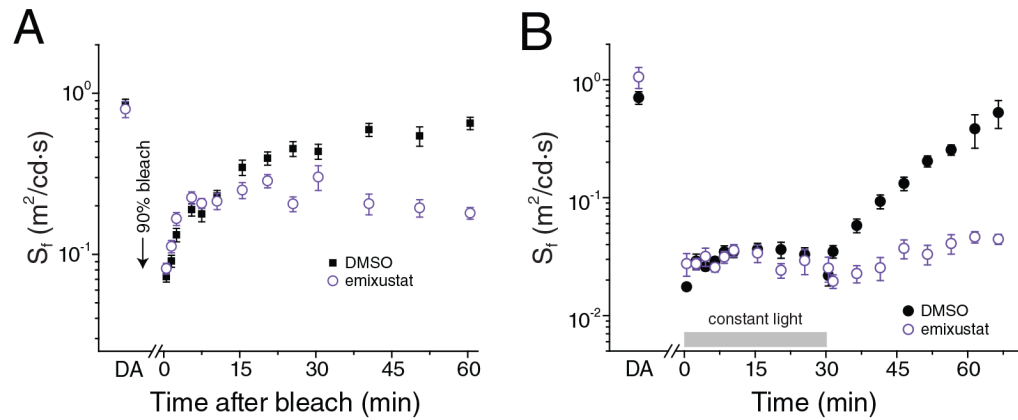 A
S_f (m²/cd·s)
10⁰
10⁻¹
90% bleach
DMSO
emixustat
DA
0
15
30
45
60
Time after bleach (min)
B
S_f (m²/cd·s)
10⁰
10⁻¹
10⁻²
DMSO
emixustat
constant light
DA
0
15
30
45
60
Time (min)